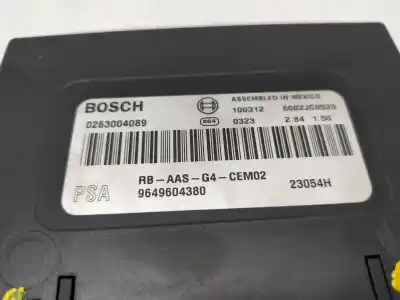 BOSCH
ASSEMBLED IN MEXICO
100312
0263004089
064
0323
2.84 1.50
RB-AAS-G4-CEM02
PSA
9649604380
23054H